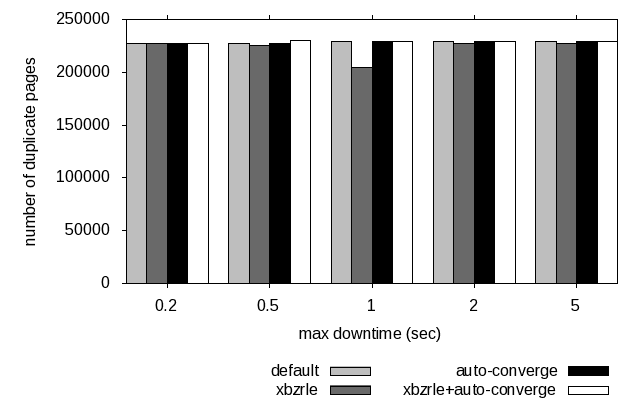 250000
200000
150000
100000
50000
0
number of duplicate pages
0.2 0.5 1 2 5
max downtime (sec)
default auto-converge
xbzrle xbzrle+auto-converge